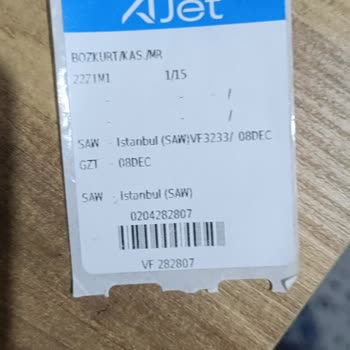 AJet
BOZKURT/KAS./MR
2271M1 1/15
- - /
- - /
SAW - Istanbul (SAW)VF3233/ 08DEC
GZT - 08DEC
SAW - Istanbul (SAW)
0204282807
VF 282807